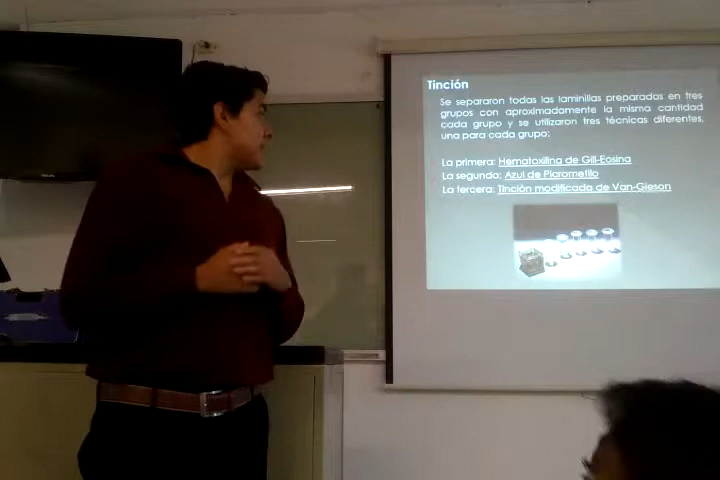 Tinción
Se separaron todas las laminillas preparadas en tres
grupos con aproximadamente la misma cantidad
cada grupo y se utilizaron tres técnicas diferentes,
una para cada grupo:
La primera: Hematoxilina de Gill-Eosina
La segunda: Azul de Picrometilo
La tercera: Tinción modificada de Van-Gieson